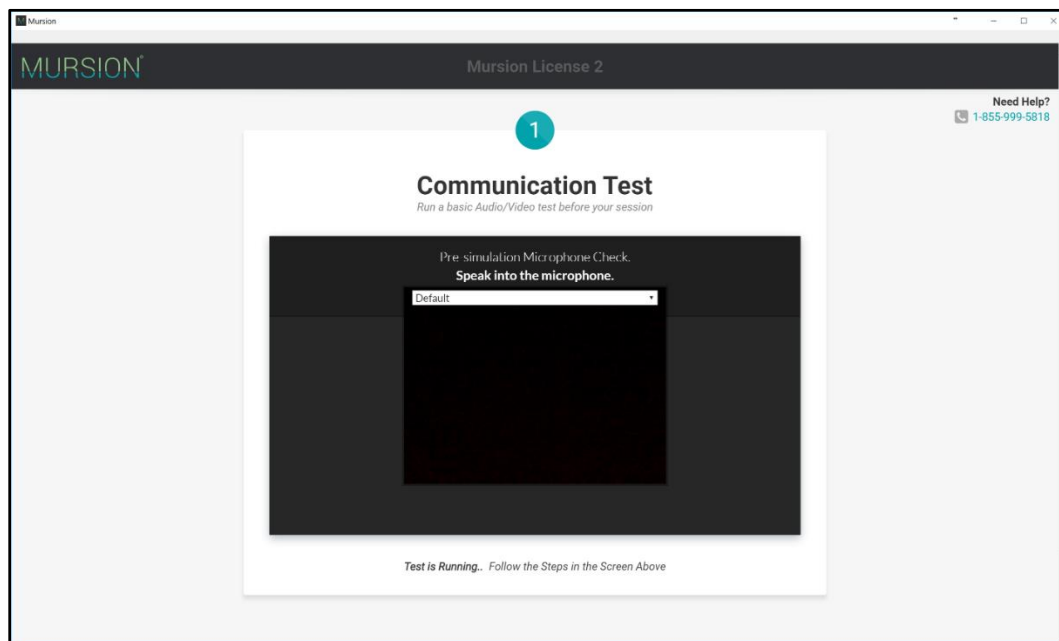 Mursion
MURSION®
Mursion License 2
Need Help?
1-855-999-5818
1
Communication Test
Run a basic Audio/Video test before your session
Pre-simulation Microphone Check.
Speak into the microphone.
Default
Test is Running.. Follow the Steps in the Screen Above